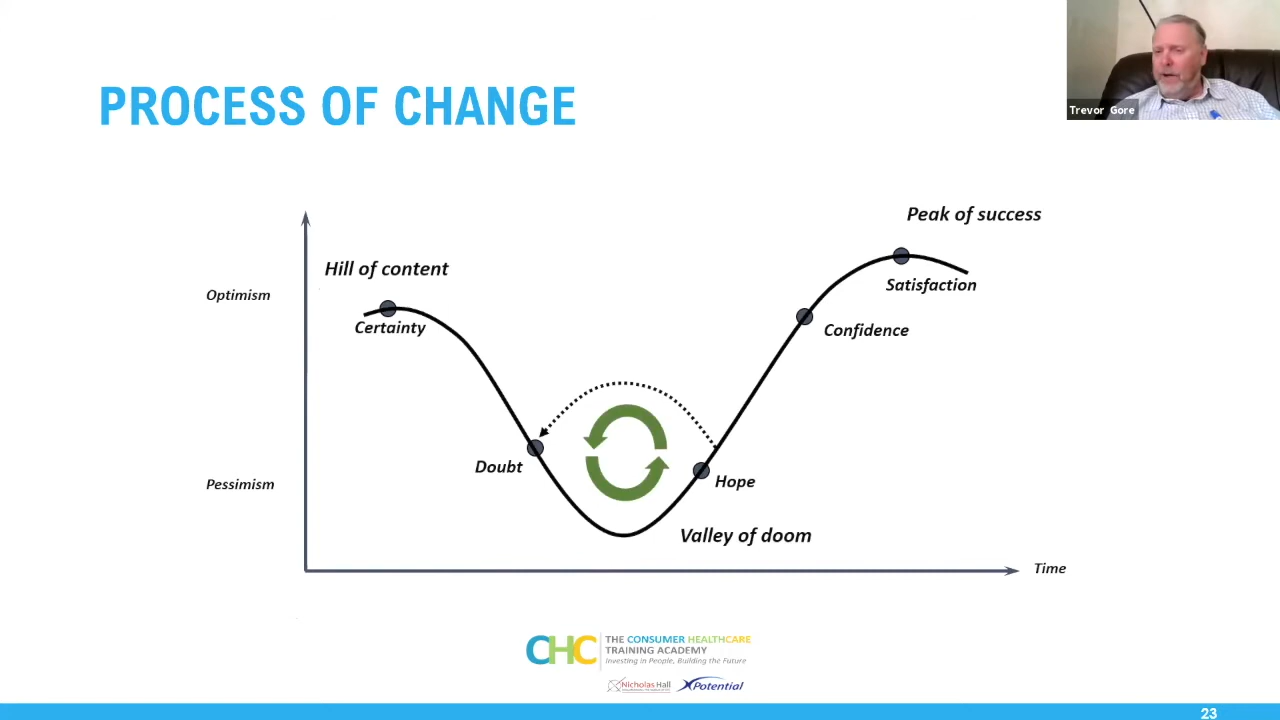 Trevor Gore
PROCESS OF CHANGE
Peak of success
Hill of content
Optimism
Satisfaction
Certainty
Confidence
Doubt
Hope
Pessimism
Valley of doom
Time
CHC
THE CONSUMER HEALTHCARE
TRAINING ACADEMY
Investing in People, Building the Future
Nicholas Hall
XPotential
23